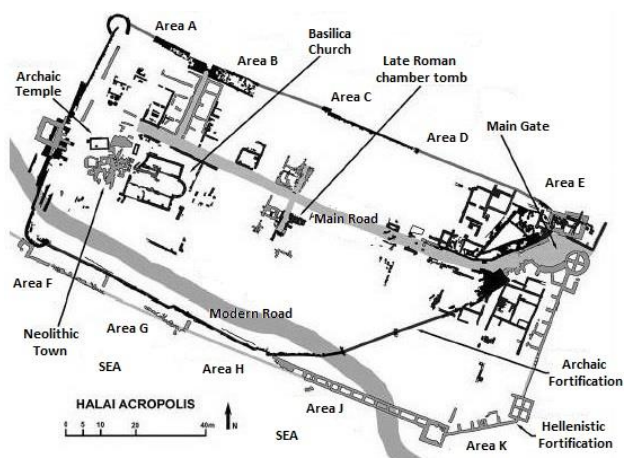 Area A
Basilica
Church
Area B
Late Roman
chamber tomb
Archaic
Temple
Area C
Area D
Main Gate
Area E
Main Road
Area F
Neolithic
Town
Area G
Modern Road
SEA
Area H
Archaic
Fortification
Area J
HALAI ACROPOLIS
0 10 20 40m
N
SEA
Area K
Hellenistic
Fortification